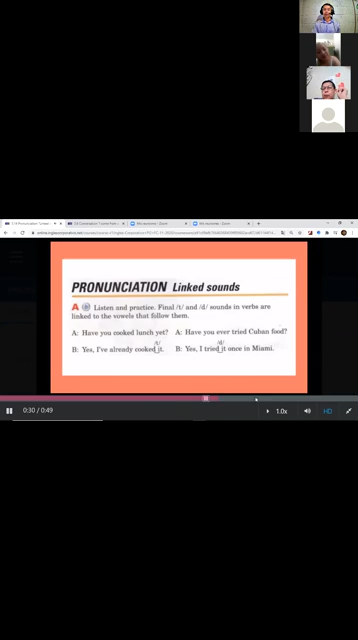 PRONUNCIATION Linked sounds
A Listen and practice. Final /t/ and /d/ sounds in verbs are
linked to the vowels that follow them.
A: Have you cooked lunch yet? A: Have you ever tried Cuban food?
/t/ /d/
B: Yes, I've already cooked it. B: Yes, I tried it once in Miami.
0:30 / 0:49 1.0x HD